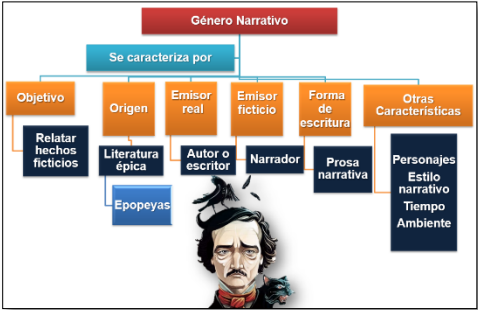 Género Narrativo
Se caracteriza por
Objetivo
Origen
Emisor
real
Emisor
ficticio
Forma
de
escritura
Otras
Características
Relatar
hechos
ficticios
Literatura
épica
Autor o
escritor
Narrador
Prosa
narrativa
Personajes
Estilo
narrativo
Tiempo
Ambiente
Epopeyas